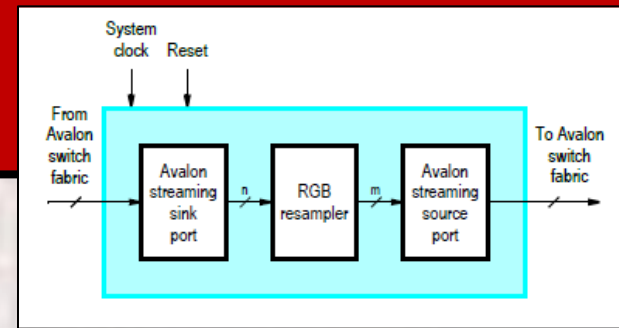 System
clock Reset
From
Avalon
switch
fabric
To Avalon
switch
fabric
Avalon
streaming
sink
port
n
RGB
resampler
m
Avalon
streaming
source
port